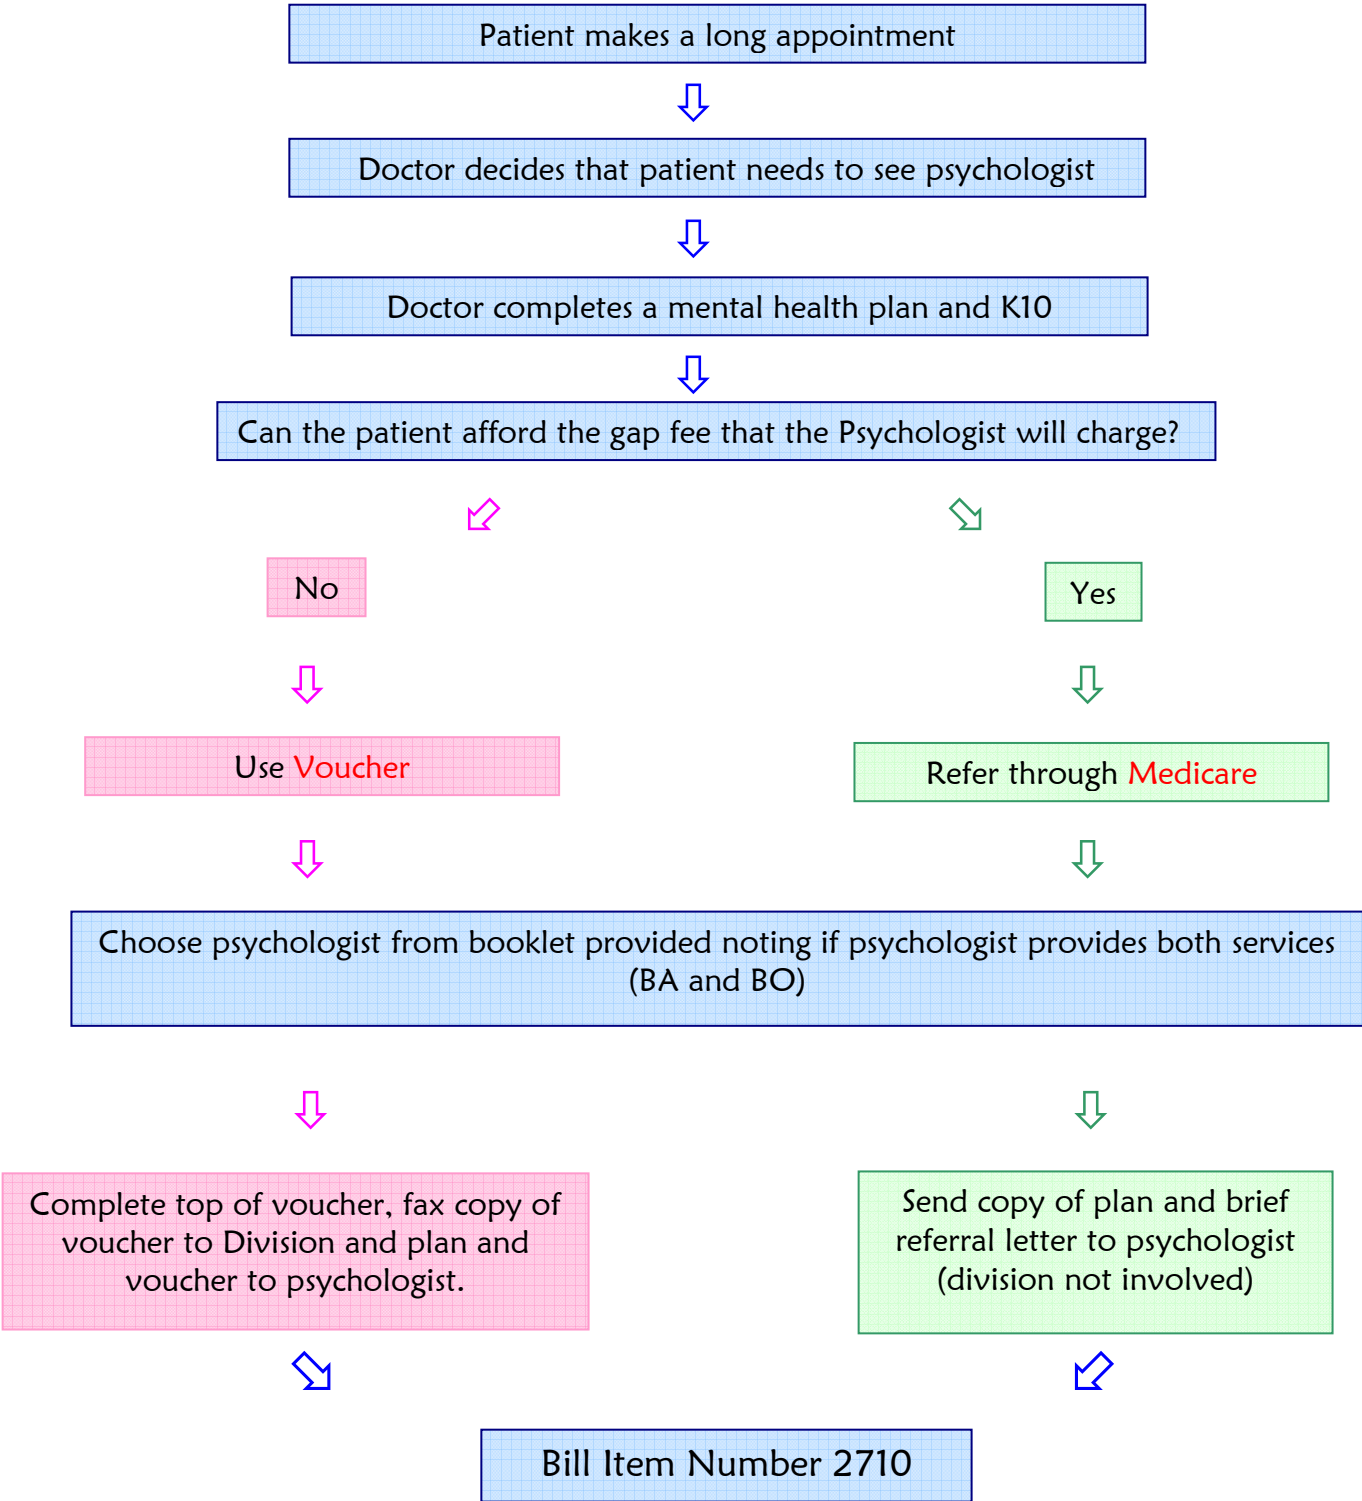 Patient makes a long appointment
Doctor decides that patient needs to see psychologist
Doctor completes a mental health plan and K10
Can the patient afford the gap fee that the Psychologist will charge?
No
Yes
Use Voucher
Refer through Medicare
Choose psychologist from booklet provided noting if psychologist provides both services
(BA and BO)
Complete top of voucher, fax copy of
voucher to Division and plan and
voucher to psychologist.
Send copy of plan and brief
referral letter to psychologist
(division not involved)
Bill Item Number 2710